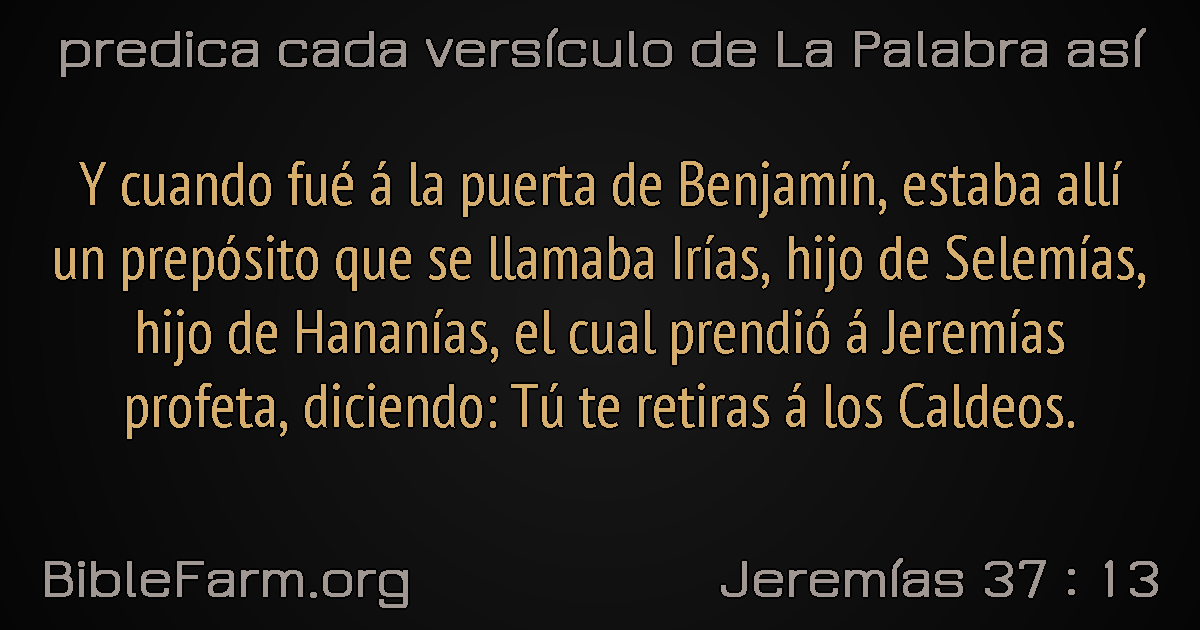 predica cada versículo de La Palabra así
Y cuando fué á la puerta de Benjamín, estaba allí
un prepósito que se llamaba Irías, hijo de Selemías,
hijo de Hananías, el cual prendió á Jeremías
profeta, diciendo: Tú te retiras á los Caldeos.
BibleFarm.org
Jeremías 37 : 13